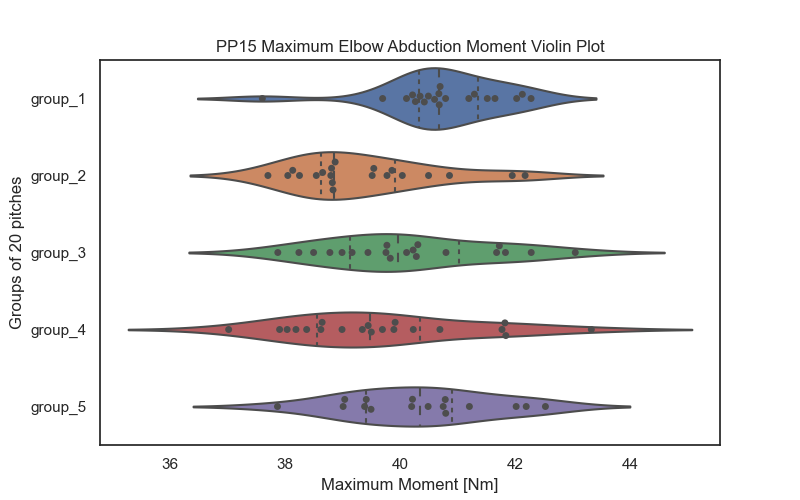 PP15 Maximum Elbow Abduction Moment Violin Plot
Groups of 20 pitches
group_1
group_2
group_3
group_4
group_5
36 38 40 42 44
Maximum Moment [Nm]